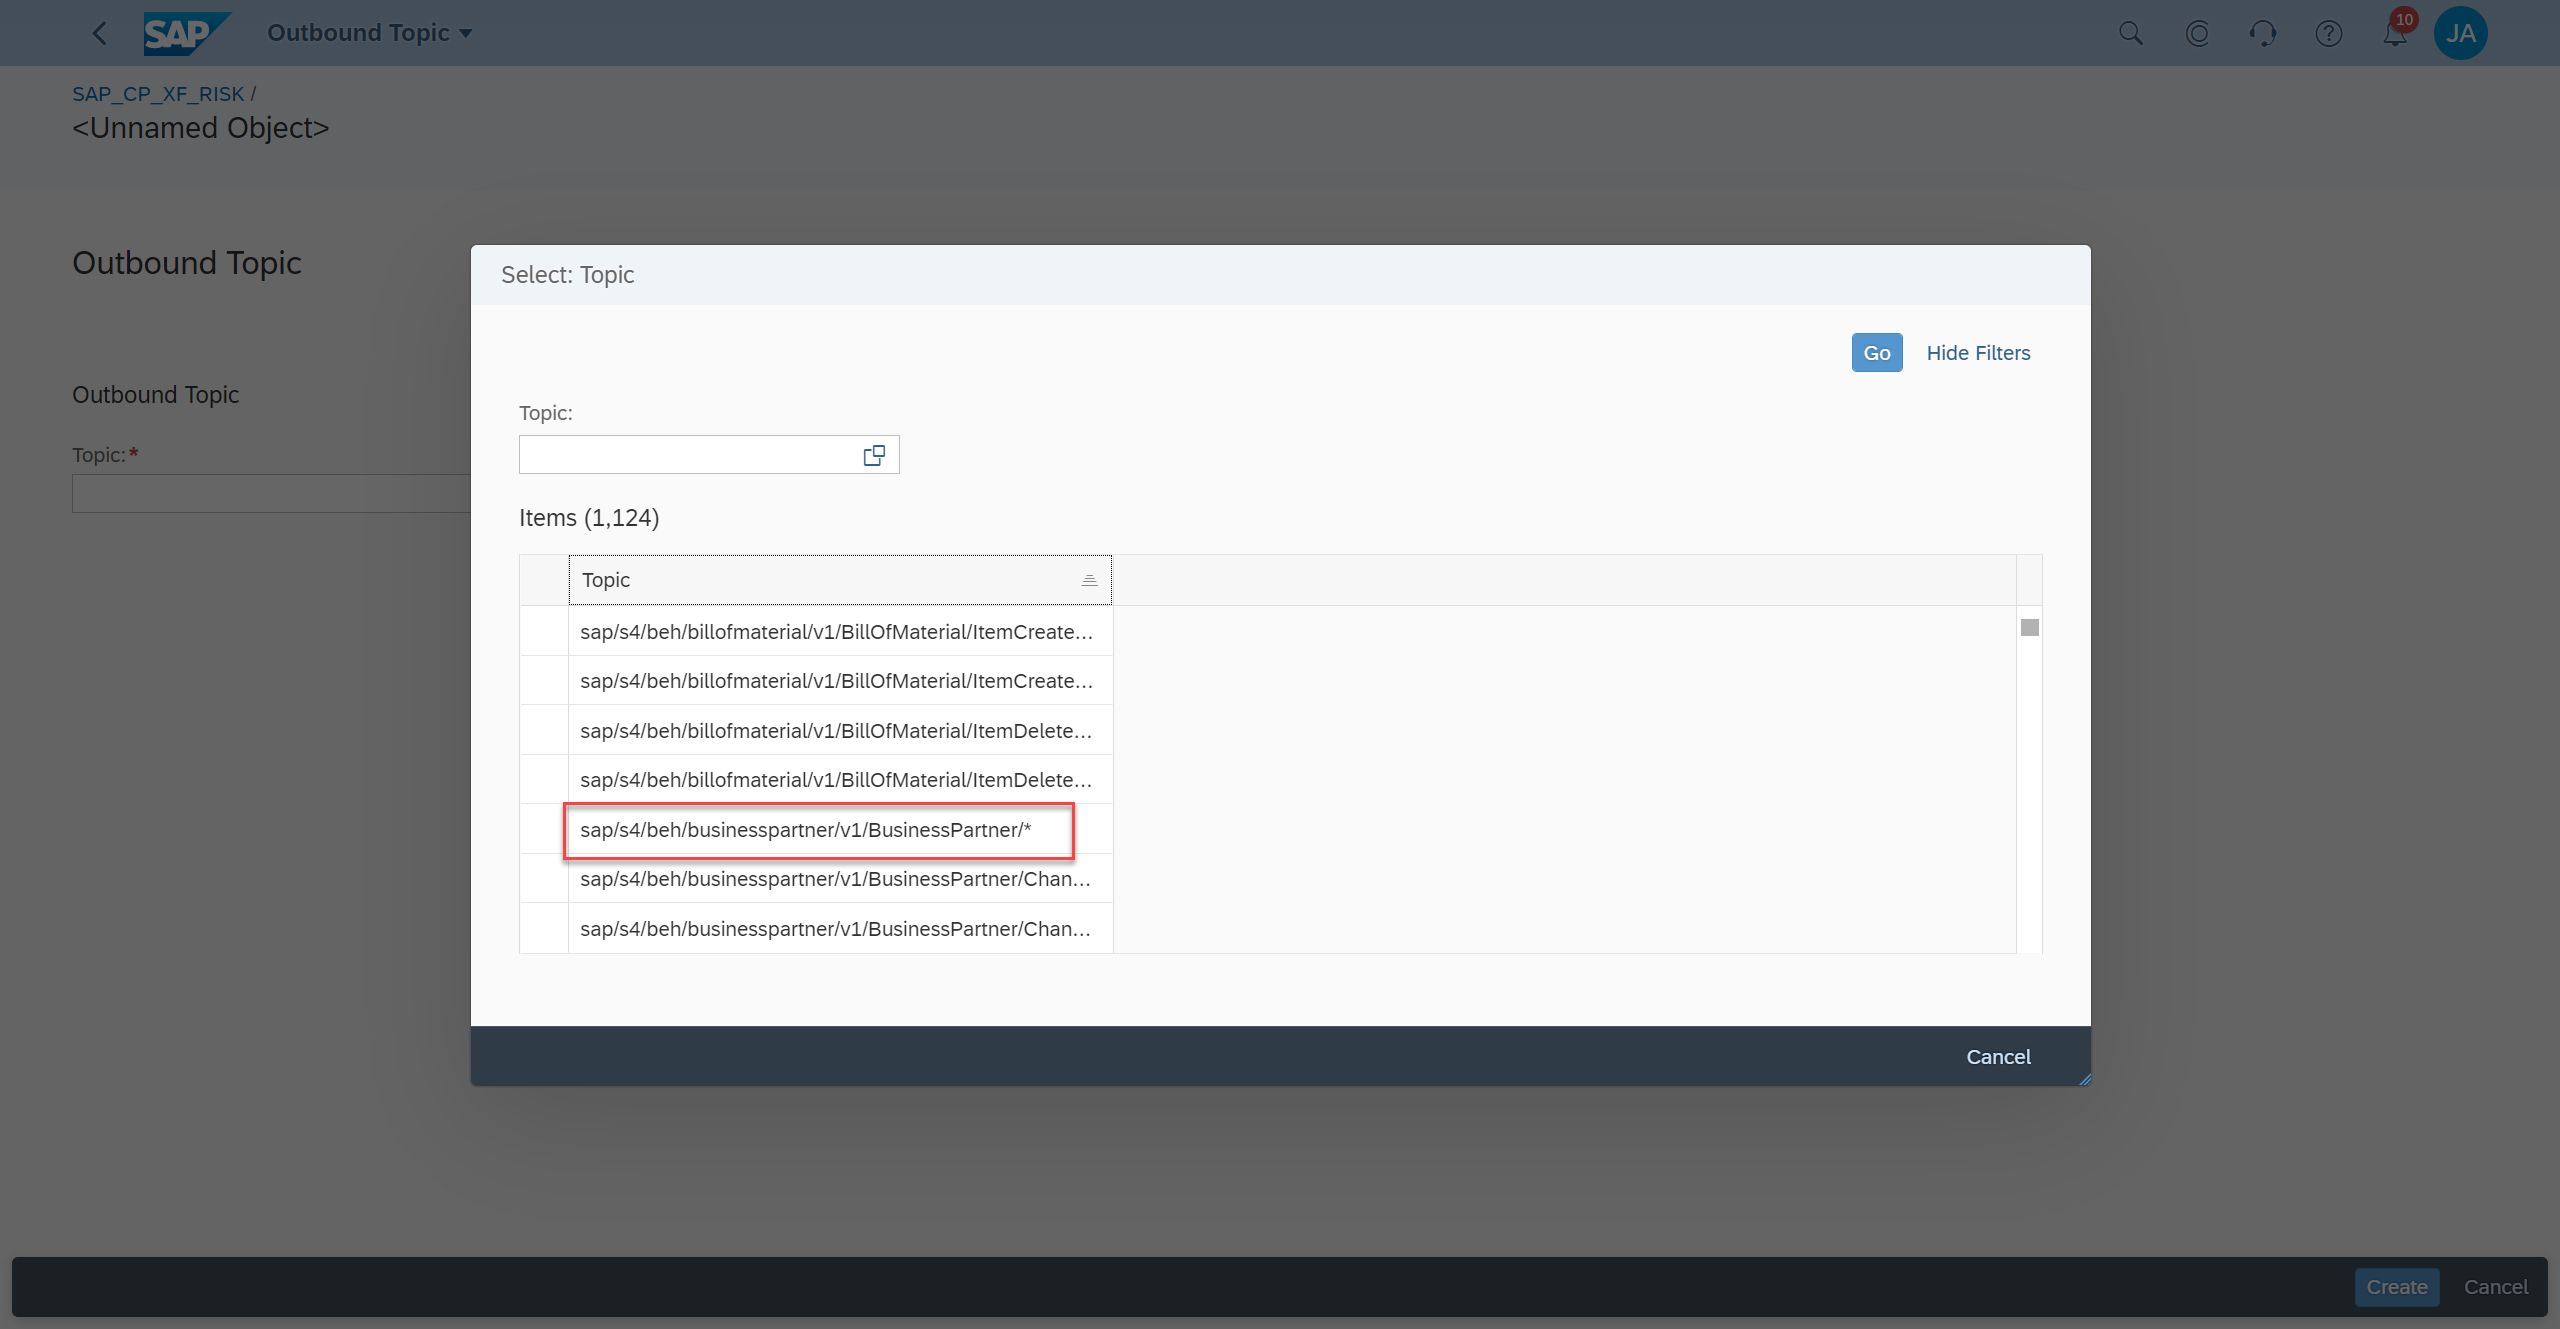 SAP
Outbound Topic
10
JA
SAP_CP_XF_RISK /
<Unnamed Object>
Outbound Topic
Outbound Topic
Topic:*
Select: Topic
Go
Hide Filters
Topic:
Items (1,124)
Topic
sap/s4/beh/billofmaterial/v1/BillOfMaterial/ItemCreate...
sap/s4/beh/billofmaterial/v1/BillOfMaterial/ItemCreate...
sap/s4/beh/billofmaterial/v1/BillOfMaterial/ItemDelete...
sap/s4/beh/billofmaterial/v1/BillOfMaterial/ItemDelete...
sap/s4/beh/businesspartner/v1/BusinessPartner/*
sap/s4/beh/businesspartner/v1/BusinessPartner/Chan...
sap/s4/beh/businesspartner/v1/BusinessPartner/Chan...
Cancel
Create
Cancel